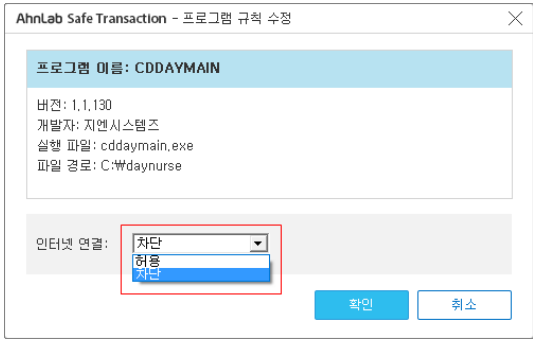 AhnLab Safe Transaction - 프로그램 규칙 수정
프로그램 이름: CDDAYMAIN
버전: 1.1.130
개발자: 지엔시스템즈
실행 파일: cddaymain.exe
파일 경로: C:₩daynurse
인터넷 연결: 차단
허용
차단
확인 취소